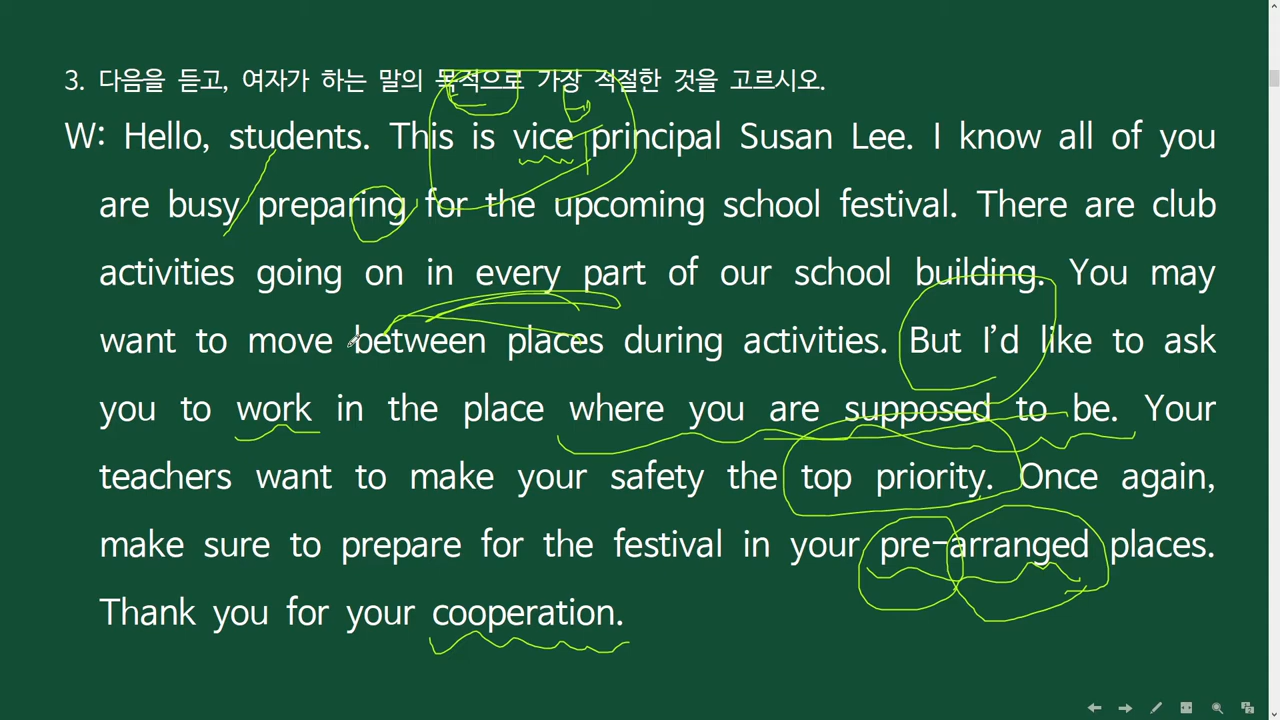 3. 다음을 듣고, 여자가 하는 말의 목적으로 가장 적절한 것을 고르시오.
W: Hello, students. This is vice principal Susan Lee. I know all of you
are busy preparing for the upcoming school festival. There are club
activities going on in every part of our school building. You may
want to move between places during activities. But I’d like to ask
you to work in the place where you are supposed to be. Your
teachers want to make your safety the top priority. Once again,
make sure to prepare for the festival in your pre-arranged places.
Thank you for your cooperation.